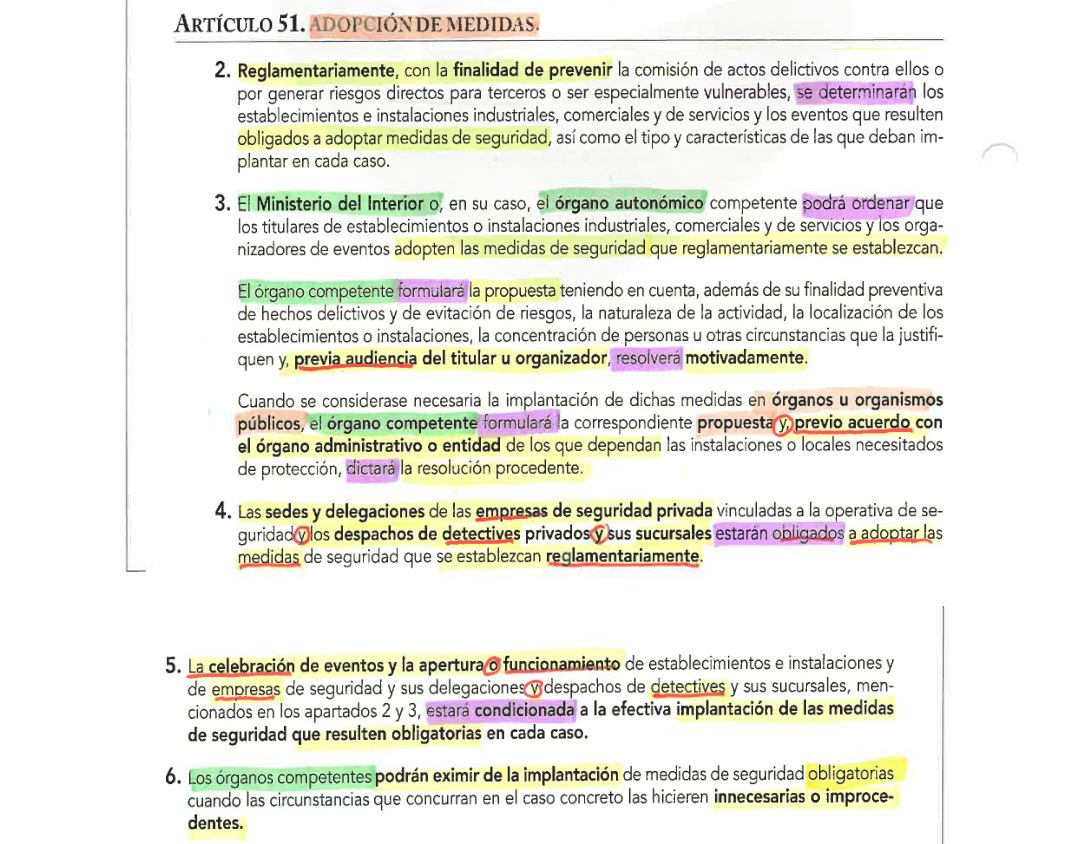 ARTÍCULO 51. ADOPCIÓN DE MEDIDAS.
2. Reglamentariamente, con la finalidad de prevenir la comisión de actos delictivos contra ellos o
por generar riesgos directos para terceros o ser especialmente vulnerables, se determinarán los
establecimientos e instalaciones industriales, comerciales y de servicios y los eventos que resulten
obligados a adoptar medidas de seguridad, así como el tipo y características de las que deban im-
plantar en cada caso.
3. El Ministerio del Interior o, en su caso, el órgano autonómico competente podrá ordenar que
los titulares de establecimientos o instalaciones industriales, comerciales y de servicios y los orga-
nizadores de eventos adopten las medidas de seguridad que reglamentariamente se establezcan.
El órgano competente formulará la propuesta teniendo en cuenta, además de su finalidad preventiva
de hechos delictivos y de evitación de riesgos, la naturaleza de la actividad, la localización de los
establecimientos o instalaciones, la concentración de personas u otras circunstancias que la justifi-
quen y, previa audiencia del titular u organizador, resolverá motivadamente.
Cuando se considerase necesaria la implantación de dichas medidas en órganos u organismos
públicos, el órgano competente formulará la correspondiente propuesta y, previo acuerdo con
el órgano administrativo o entidad de los que dependan las instalaciones o locales necesitados
de protección, dictará la resolución procedente.
4. Las sedes y delegaciones de las empresas de seguridad privada vinculadas a la operativa de se-
guridad y los despachos de detectives privados y sus sucursales estarán obligados a adoptar las
medidas de seguridad que se establezcan reglamentariamente.
5. La celebración de eventos y la apertura o funcionamiento de establecimientos e instalaciones y
de empresas de seguridad y sus delegaciones y despachos de detectives y sus sucursales, men-
cionados en los apartados 2 y 3, estará condicionada a la efectiva implantación de las medidas
de seguridad que resulten obligatorias en cada caso.
6. Los órganos competentes podrán eximir de la implantación de medidas de seguridad obligatorias
cuando las circunstancias que concurran en el caso concreto las hicieren innecesarias o improce-
dentes.